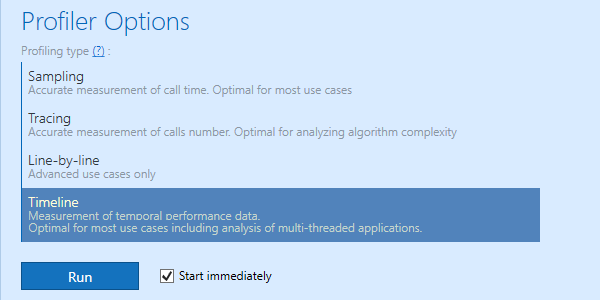 Profiler Options
Profiling type (?) :
Sampling
Accurate measurement of call time. Optimal for most use cases
Tracing
Accurate measurement of calls number. Optimal for analyzing algorithm complexity
Line-by-line
Advanced use cases only
Timeline
Measurement of temporal performance data.
Optimal for most use cases including analysis of multi-threaded applications.
Run
Start immediately